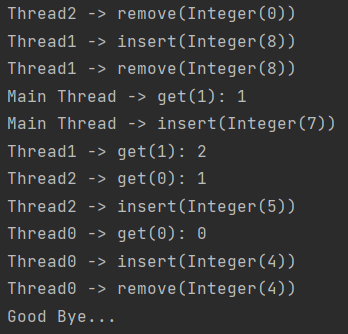 Thread2 -> remove(Integer(0))
Thread1 -> insert(Integer(8))
Thread1 -> remove(Integer(8))
Main Thread -> get(1): 1
Main Thread -> insert(Integer(7))
Thread1 -> get(1): 2
Thread2 -> get(0): 1
Thread2 -> insert(Integer(5))
Thread0 -> get(0): 0
Thread0 -> insert(Integer(4))
Thread0 -> remove(Integer(4))
Good Bye...